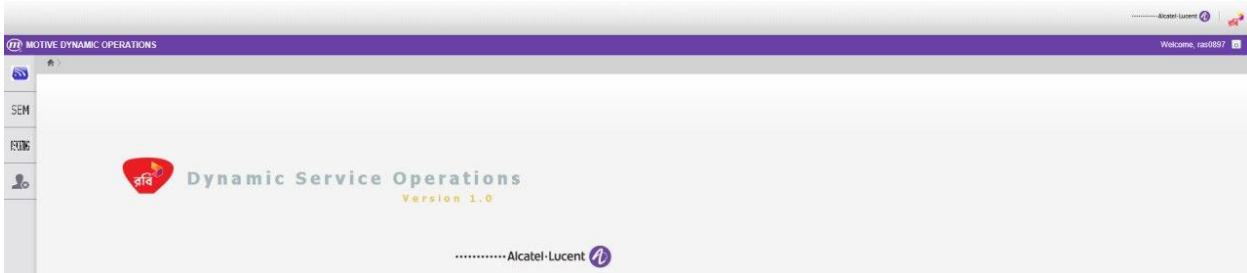 Alcatel·Lucent
MOTIVE DYNAMIC OPERATIONS
Welcome, ras0897
SEM
রবি
Dynamic Service Operations
Version 1.0
············Alcatel·Lucent